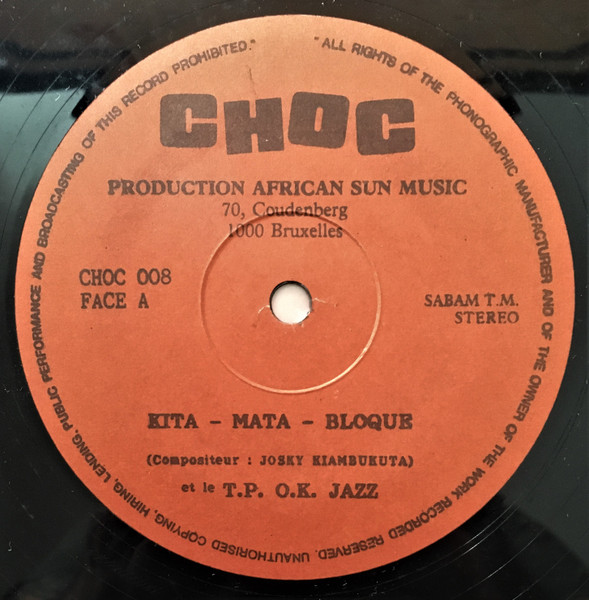 "ALL RIGHTS OF THE PHONOGRAPHIC MANUFACTURER AND OF THE OWNER OF THE WORK RECORDED RESERVED. UNAUTHORISED COPYING, HIRING, LENDING, PUBLIC PERFORMANCE AND BROADCASTING OF THIS RECORD PROHIBITED."
CHOC
PRODUCTION AFRICAN SUN MUSIC
70, Coudenberg
1000 Bruxelles
CHOC 008
FACE A
SABAM T.M.
STEREO
KITA - MATA - BLOQUE
(Compositeur : JOSKY KIAMBUKUTA)
et le T.P. O.K. JAZZ